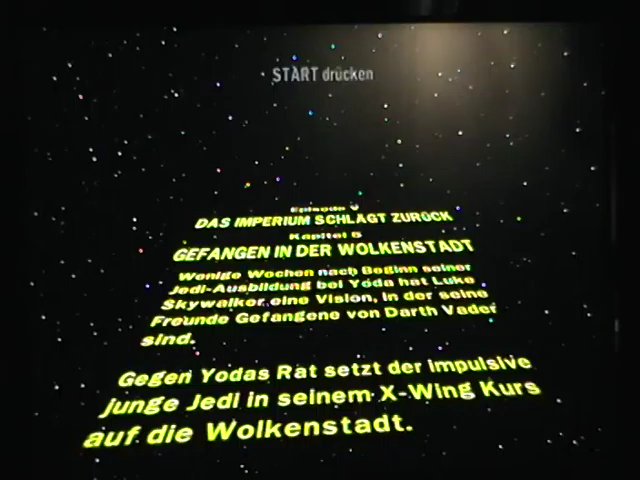 START drücken
Episode V
DAS IMPERIUM SCHLÄGT ZURÜCK
Kapitel 5
GEFANGEN IN DER WOLKENSTADT
Wenige Wochen nach Beginn seiner
Jedi-Ausbildung bei Yoda hat Luke
Skywalker eine Vision, in der seine
Freunde Gefangene von Darth Vader
sind.
Gegen Yodas Rat setzt der impulsive
junge Jedi in seinem X-Wing Kurs
auf die Wolkenstadt.